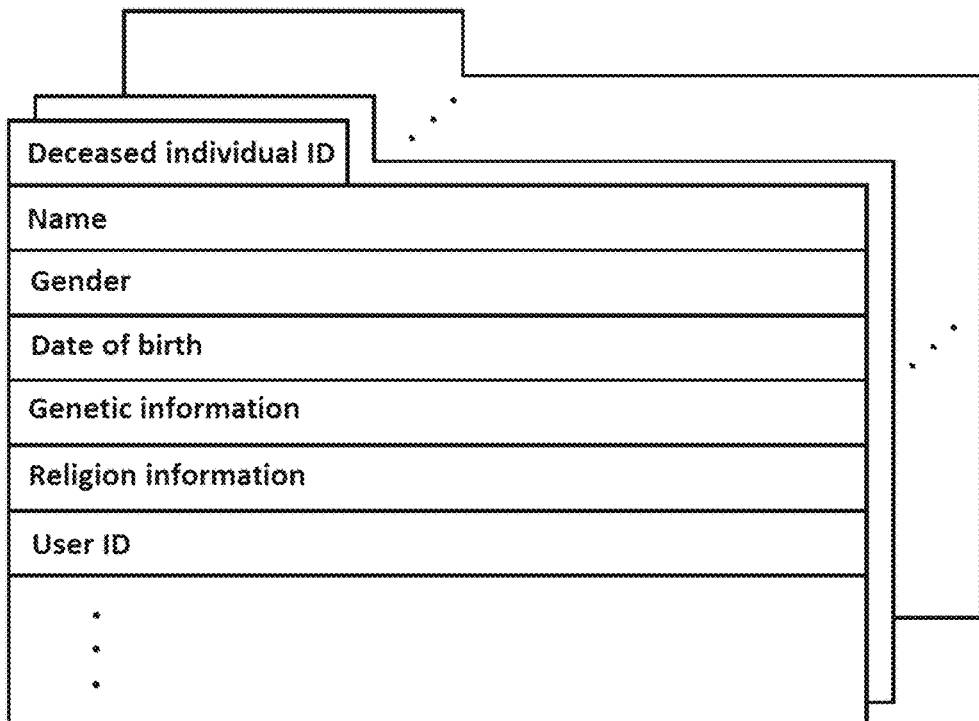 Deceased individual ID
Name
Gender
Date of birth
Genetic information
Religion information
User ID